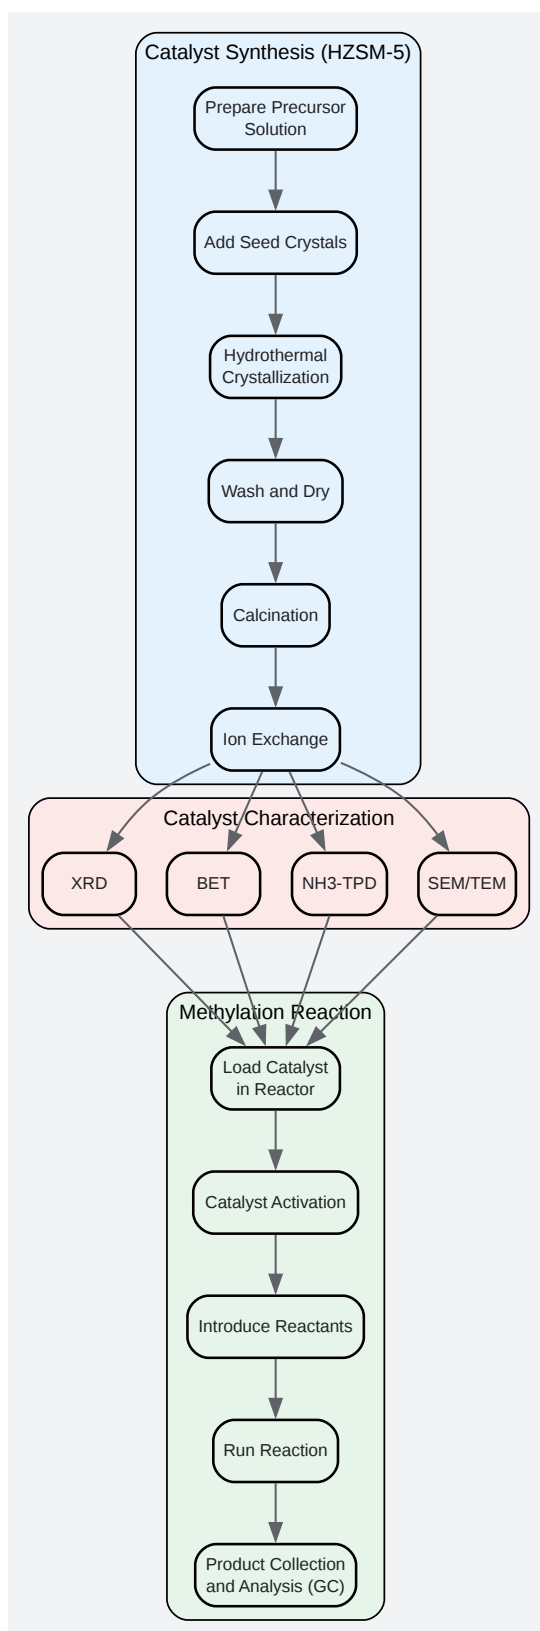 Catalyst Synthesis (HZSM-5)
Prepare Precursor
Solution
Add Seed Crystals
Hydrothermal
Crystallization
Wash and Dry
Calcination
Ion Exchange
Catalyst Characterization
XRD
BET
NH3-TPD
SEM/TEM
Methylation Reaction
Load Catalyst
in Reactor
Catalyst Activation
Introduce Reactants
Run Reaction
Product Collection
and Analysis (GC)